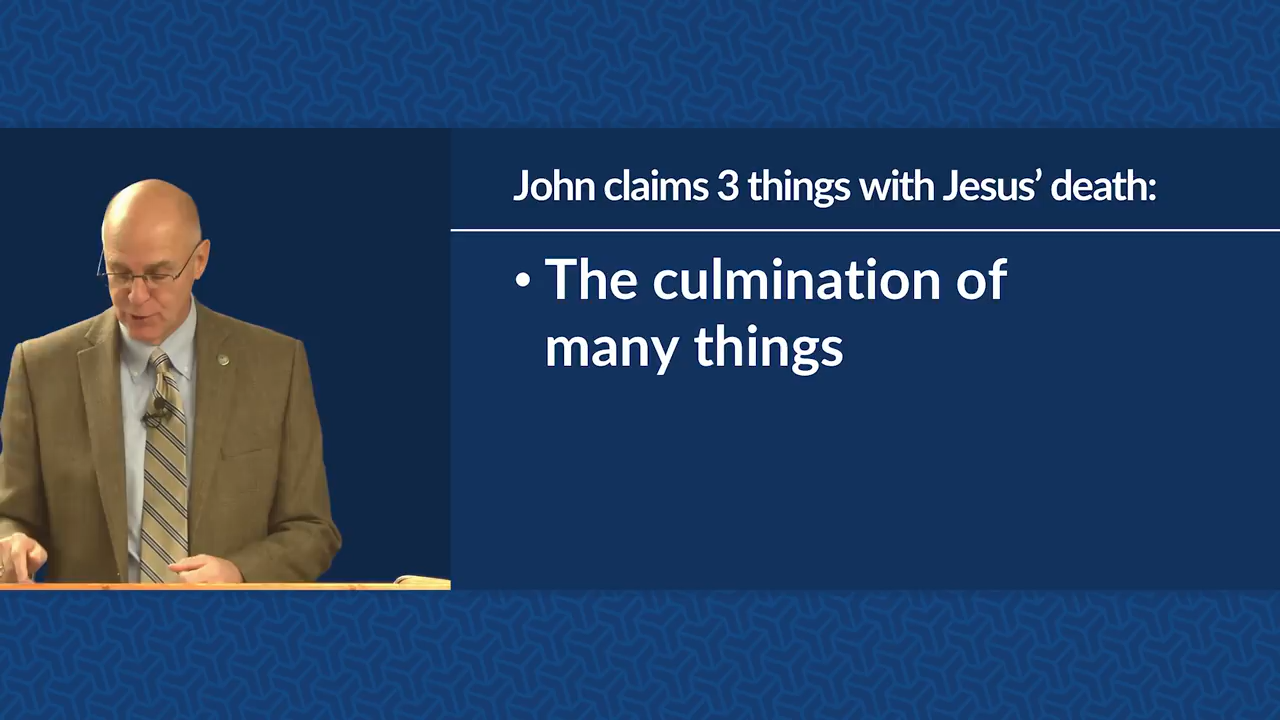 John claims 3 things with Jesus’ death:
• The culmination of
many things